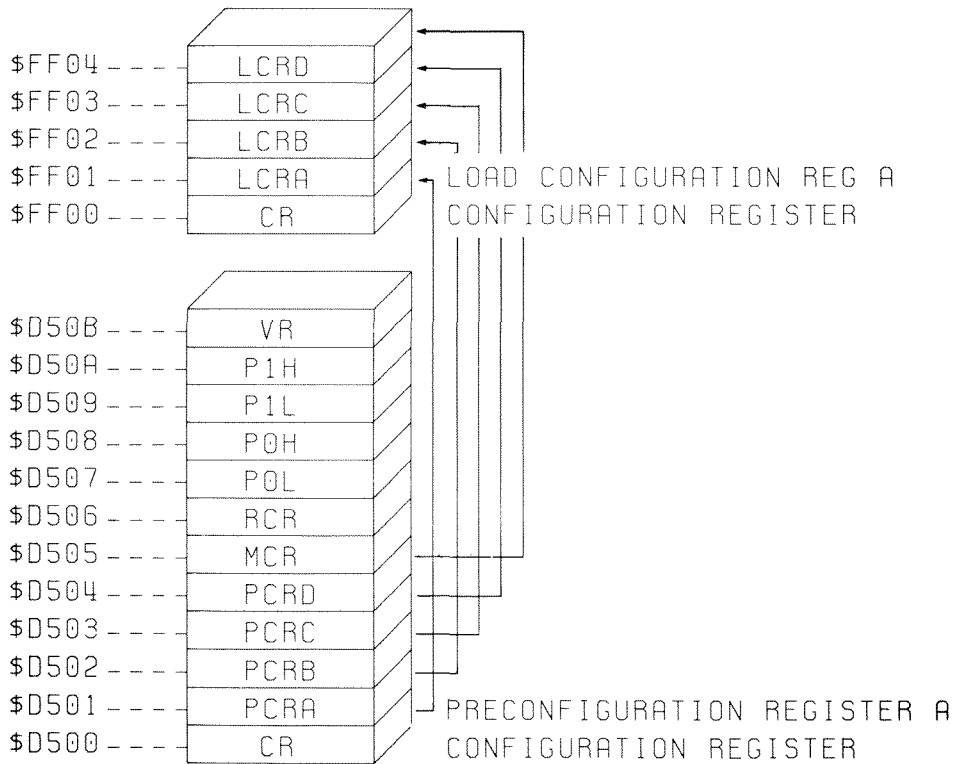 $FF04 ---- LCRD
$FF03 ---- LCRC
$FF02 ---- LCRB
$FF01 ---- LCRA LOAD CONFIGURATION REG A
$FF00 ---- CR CONFIGURATION REGISTER
$D50B ---- VR
$D50A ---- P1H
$D509 ---- P1L
$D508 ---- P0H
$D507 ---- P0L
$D506 ---- RCR
$D505 ---- MCR
$D504 ---- PCRD
$D503 ---- PCRC
$D502 ---- PCRB
$D501 ---- PCRA PRECONFIGURATION REGISTER A
$D500 ---- CR CONFIGURATION REGISTER